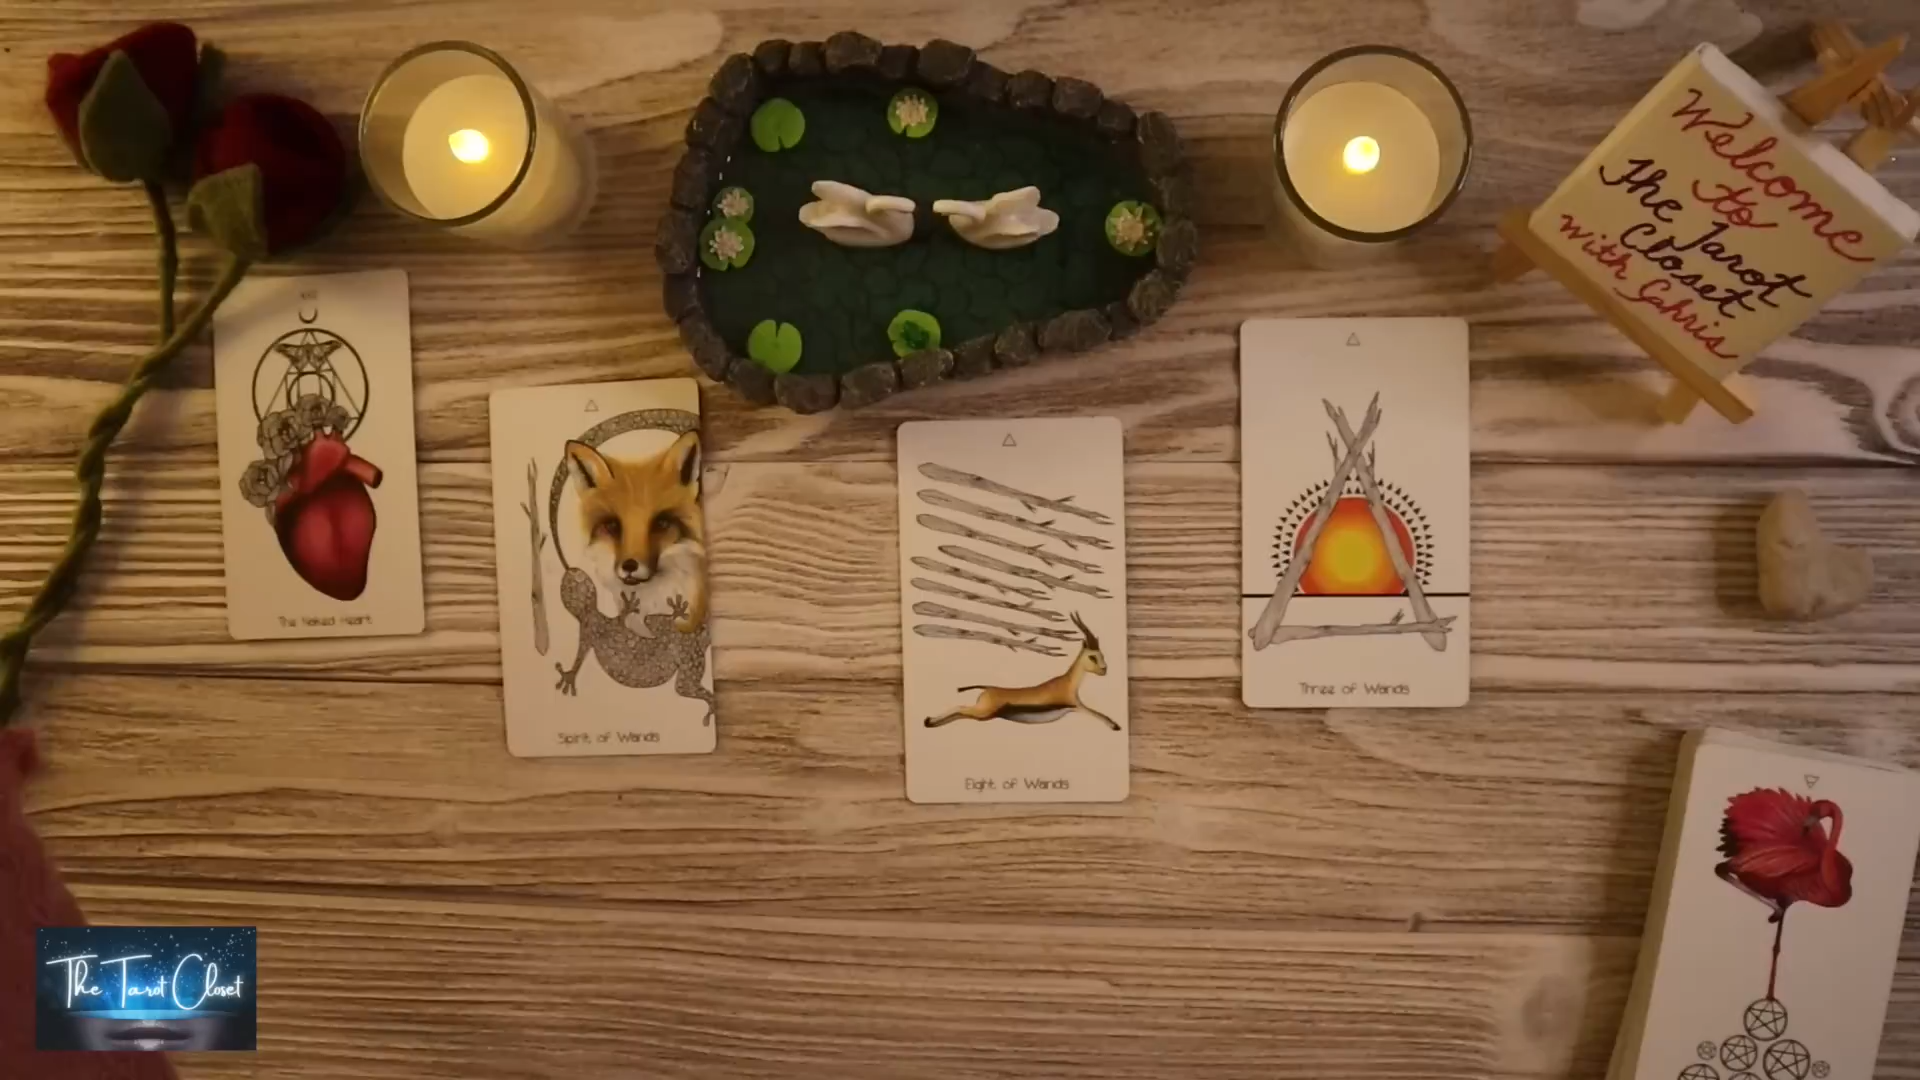 Welcome
to
The Tarot
Closet
with Sahris
The Naked Heart
Spirit of Wands
Eight of Wands
Three of Wands
The Tarot Closet